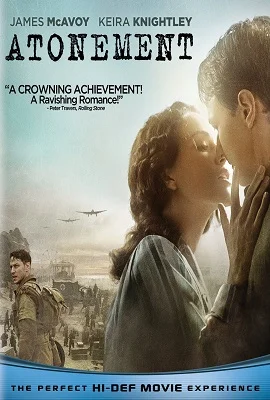 JAMES McAVOY KEIRA KNIGHTLEY
ATONEMENT
"A CROWNING ACHIEVEMENT!
A Ravishing Romance!"
- Peter Travers, Rolling Stone
THE PERFECT HI-DEF MOVIE EXPERIENCE